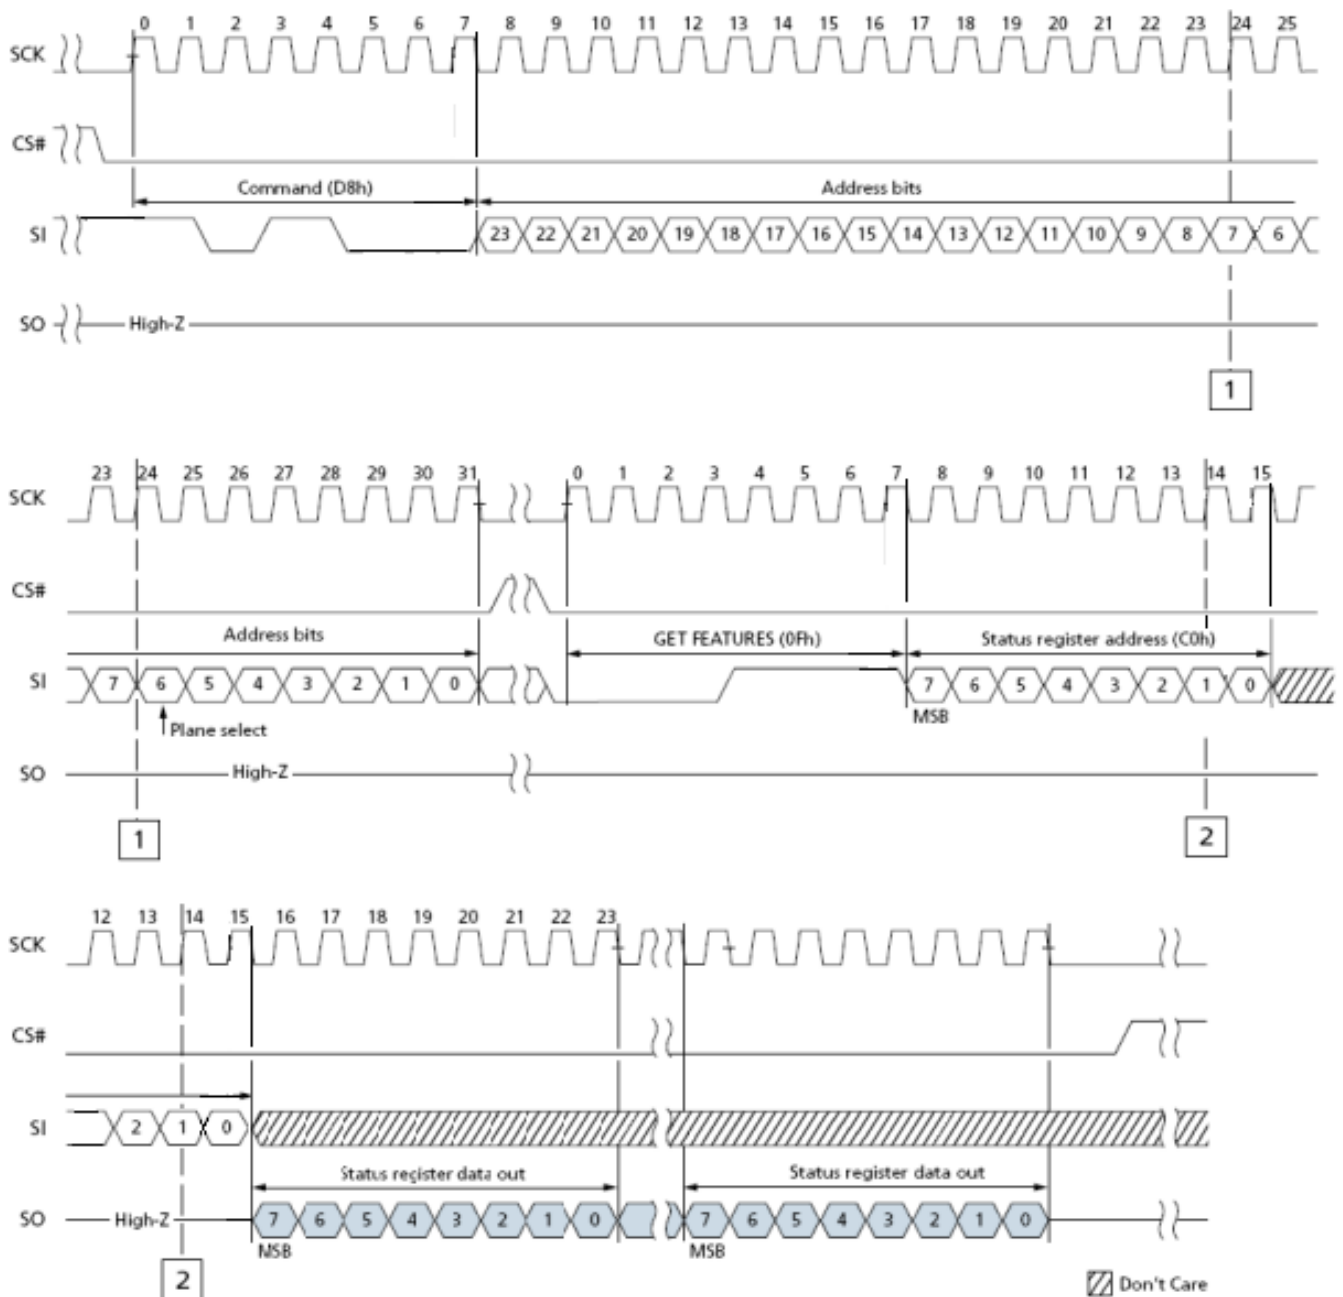 0 1 2 3 4 5 6 7 8 9 10 11 12 13 14 15 16 17 18 19 20 21 22 23 24 25
SCK
CS#
Command (D8h) Address bits
SI 23 22 21 20 19 18 17 16 15 14 13 12 11 10 9 8 7 6
SO High-Z
1
23 24 25 26 27 28 29 30 31 0 1 2 3 4 5 6 7 8 9 10 11 12 13 14 15
SCK
CS#
Address bits GET FEATURES (0Fh) Status register address (C0h)
SI 7 6 5 4 3 2 1 0 7 6 5 4 3 2 1 0
Plane select MSB
SO High-Z
1 2
12 13 14 15 16 17 18 19 20 21 22 23
SCK
CS#
SI 2 1 0
Status register data out Status register data out
SO High-Z 7 6 5 4 3 2 1 0 7 6 5 4 3 2 1 0
MSB MSB
2 Don't Care